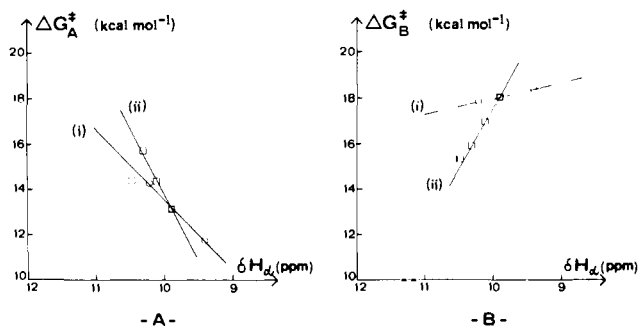 ΔG‡A (kcal mol⁻¹)
20
18
16
14
12
10
(ii)
(i)
δHα (ppm)
12 11 10 9
- A -
ΔG‡B (kcal mol⁻¹)
20
18
16
14
12
10
(i)
(ii)
δHα (ppm)
12 11 10 9
- B -